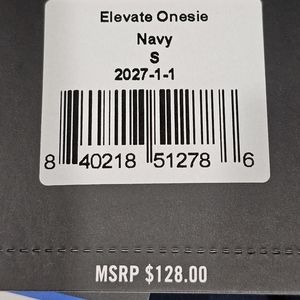 Elevate Onesie
Navy
S
2027-1-1
8 40218 51278 6
MSRP $128.00